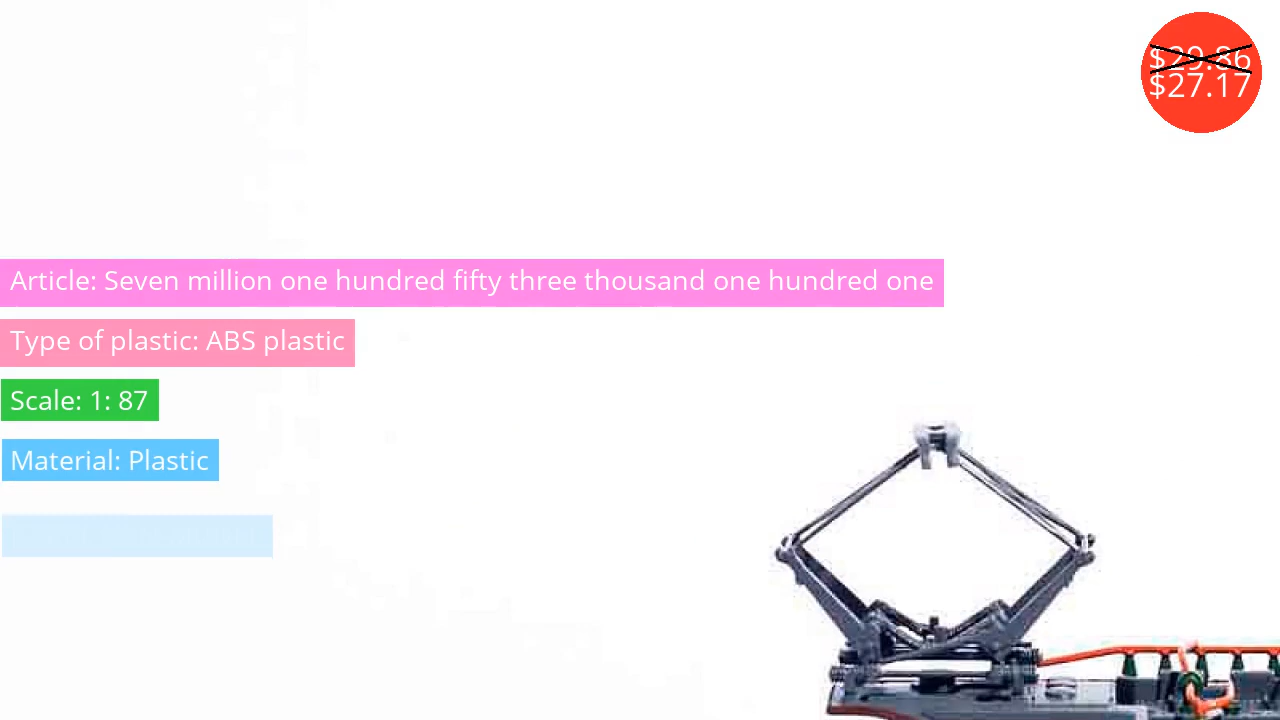 $29.86
$27.17
Article: Seven million one hundred fifty three thousand one hundred one
Type of plastic: ABS plastic
Scale: 1: 87
Material: Plastic